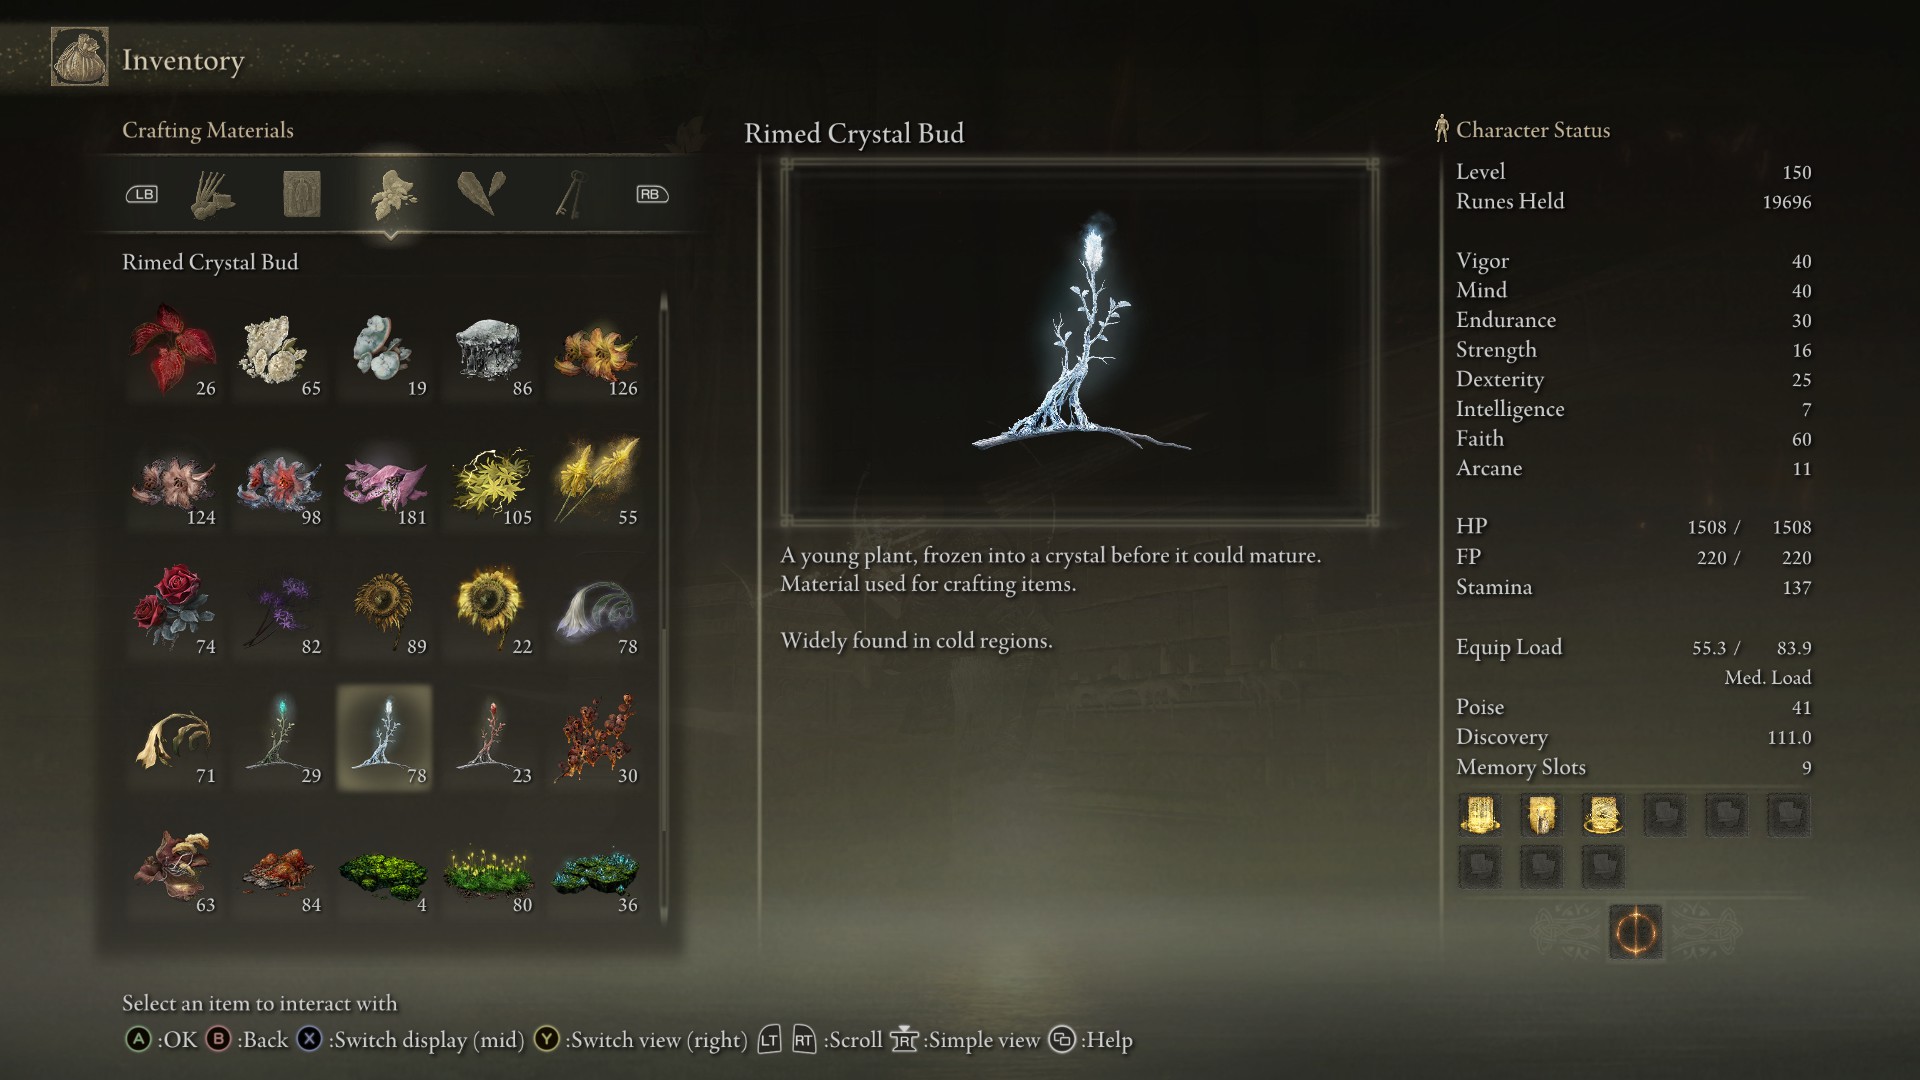 Inventory
Crafting Materials
LB
RB
Rimed Crystal Bud
26 65 19 86 126
124 98 181 105 55
74 82 89 22 78
71 29 78 23 30
63 84 4 80 36
Rimed Crystal Bud
A young plant, frozen into a crystal before it could mature.
Material used for crafting items.
Widely found in cold regions.
Character Status
Level 150
Runes Held 19696
Vigor 40
Mind 40
Endurance 30
Strength 16
Dexterity 25
Intelligence 7
Faith 60
Arcane 11
HP 1508 / 1508
FP 220 / 220
Stamina 137
Equip Load 55.3 / 83.9
Med. Load
Poise 41
Discovery 111.0
Memory Slots 9
Select an item to interact with
A :OK B :Back X :Switch display (mid) Y :Switch view (right) LT RT :Scroll R :Simple view :Help